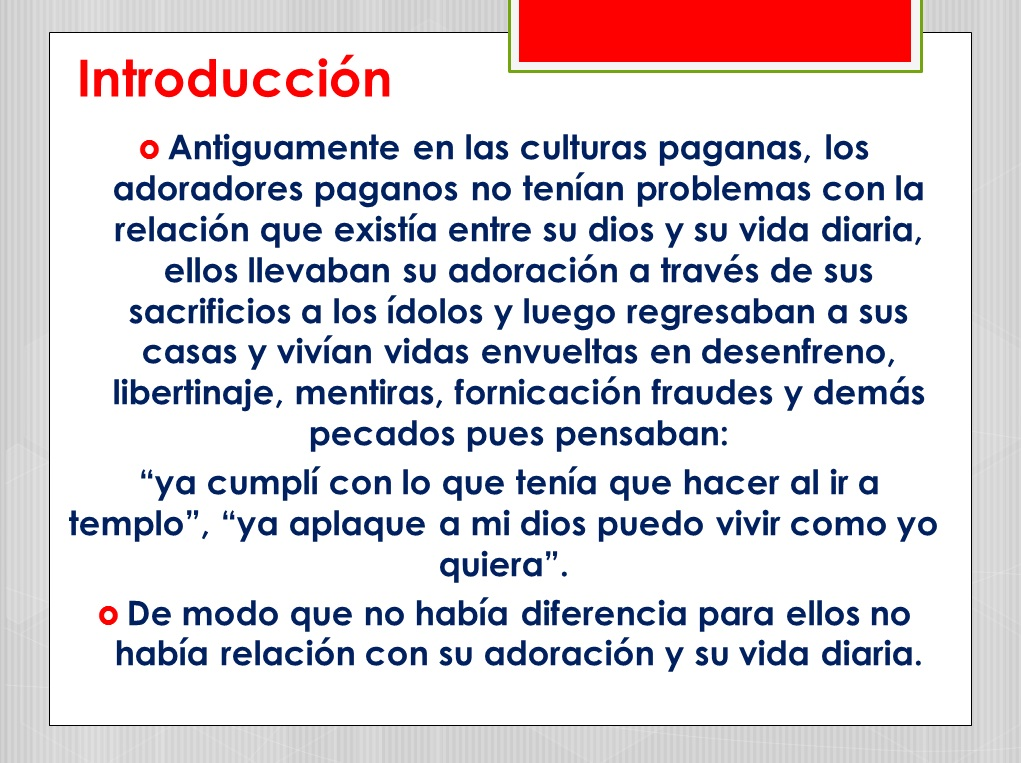 Introducción
Antiguamente en las culturas paganas, los
adoradores paganos no tenían problemas con la
relación que existía entre su dios y su vida diaria,
ellos llevaban su adoración a través de sus
sacrificios a los ídolos y luego regresaban a sus
casas y vivían vidas envueltas en desenfreno,
libertinaje, mentiras, fornicación fraudes y demás
pecados pues pensaban:
“ya cumplí con lo que tenía que hacer al ir a
templo”, “ya aplaque a mi dios puedo vivir como yo
quiera”.
De modo que no había diferencia para ellos no
había relación con su adoración y su vida diaria.